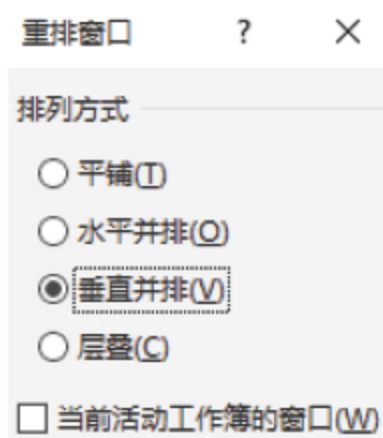 重排窗口 ? ×
排列方式
平铺(T)
水平并排(O)
垂直并排(V)
层叠(C)
当前活动工作簿的窗口(W)